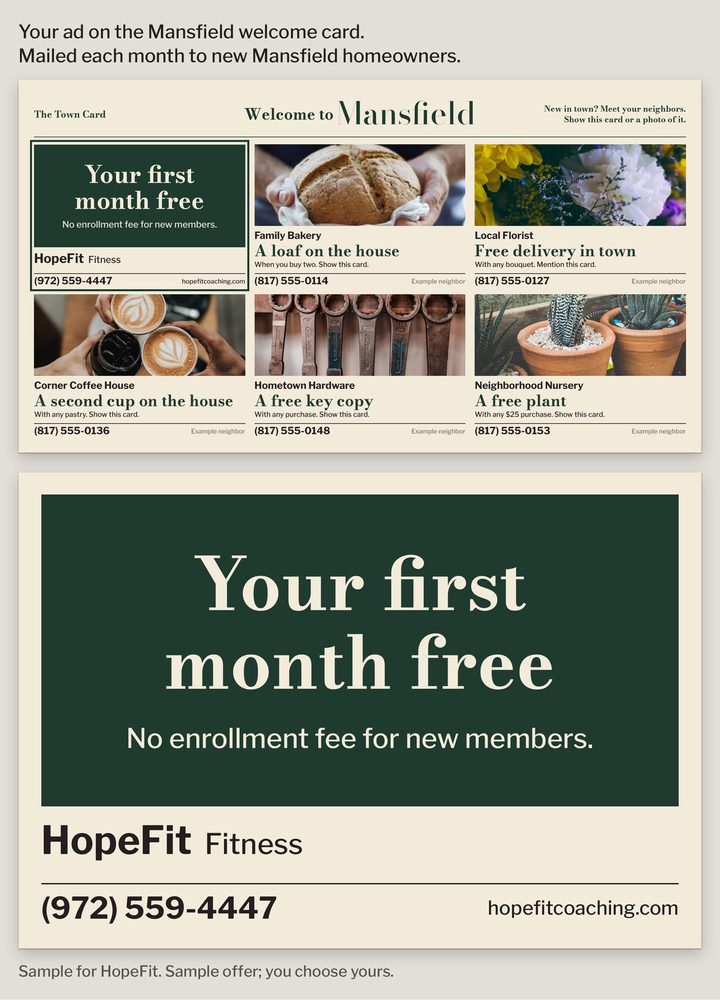 Your ad on the Mansfield welcome card.
Mailed each month to new Mansfield homeowners.
The Town Card
Welcome to Mansfield
New in town? Meet your neighbors.
Show this card or a photo of it.
Your first
month free
No enrollment fee for new members.
HopeFit Fitness
(972) 559-4447
hopefitcoaching.com
Family Bakery
A loaf on the house
When you buy two. Show this card.
(817) 555-0114
Example neighbor
Local Florist
Free delivery in town
With any bouquet. Mention this card.
(817) 555-0127
Example neighbor
Corner Coffee House
A second cup on the house
With any pastry. Show this card.
(817) 555-0136
Example neighbor
Hometown Hardware
A free key copy
With any purchase. Show this card.
(817) 555-0148
Example neighbor
Neighborhood Nursery
A free plant
With any $25 purchase. Show this card.
(817) 555-0153
Example neighbor
Your first
month free
No enrollment fee for new members.
HopeFit Fitness
(972) 559-4447
hopefitcoaching.com
Sample for HopeFit. Sample offer; you choose yours.